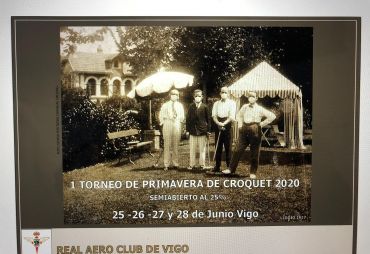 1 TORNEO DE PRIMAVERA DE CROQUET 2020
SEMIABIERTO AL 25%
25 -26 -27 y 28 de Junio Vigo
REAL AERO CLUB DE VIGO